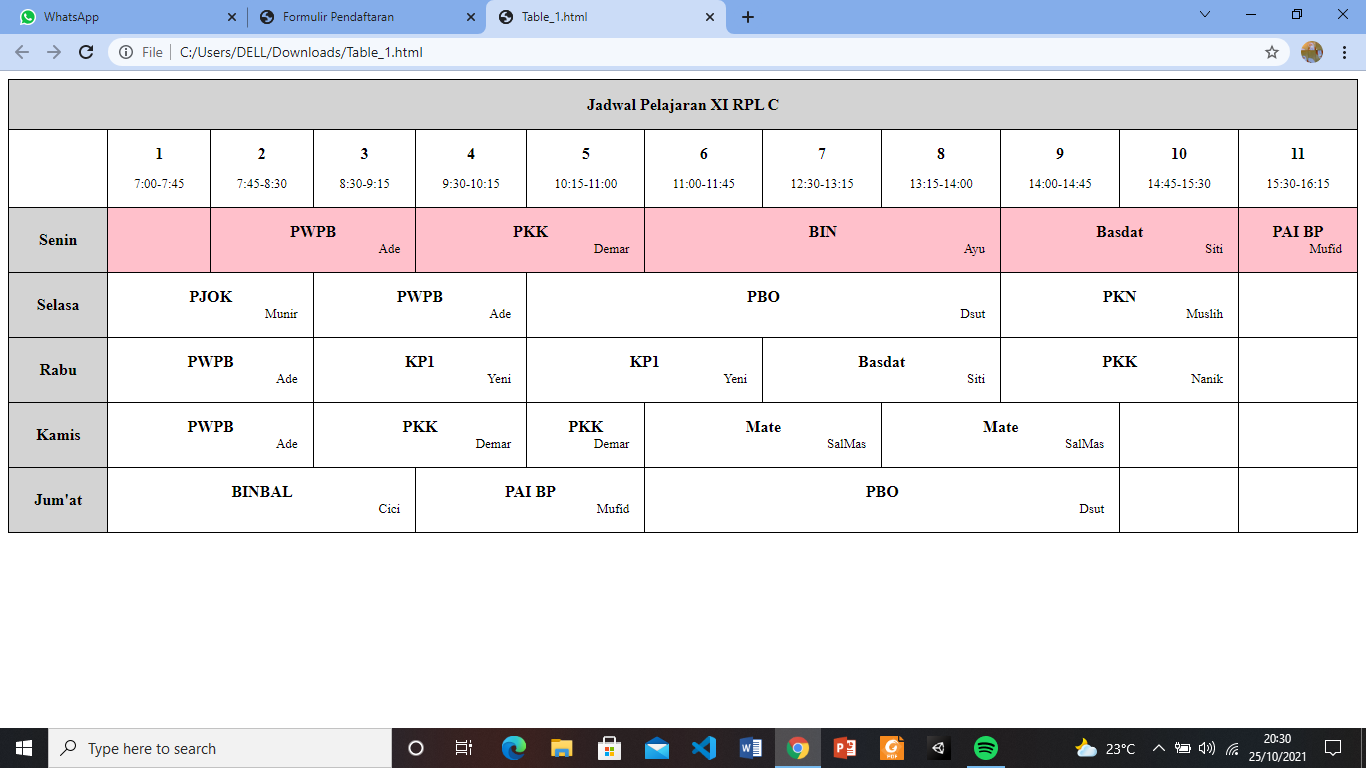 WhatsApp
Formulir Pendaftaran
Table_1.html
File
C:/Users/DELL/Downloads/Table_1.html
Jadwal Pelajaran XI RPL C
1 2 3 4 5 6 7 8 9 10 11
7:00-7:45 7:45-8:30 8:30-9:15 9:30-10:15 10:15-11:00 11:00-11:45 12:30-13:15 13:15-14:00 14:00-14:45 14:45-15:30 15:30-16:15
Senin
PWPB PKK BIN Basdat PAI BP
Ade Demar Ayu Siti Mufid
Selasa
PJOK PWPB PBO PKN
Munir Ade Dsut Muslih
Rabu
PWPB KP1 KP1 Basdat PKK
Ade Yeni Yeni Siti Nanik
Kamis
PWPB PKK PKK Mate Mate
Ade Demar Demar SalMas SalMas
Jum'at
BINBAL PAI BP PBO
Cici Mufid Dsut
Type here to search
23°C
20:30
25/10/2021